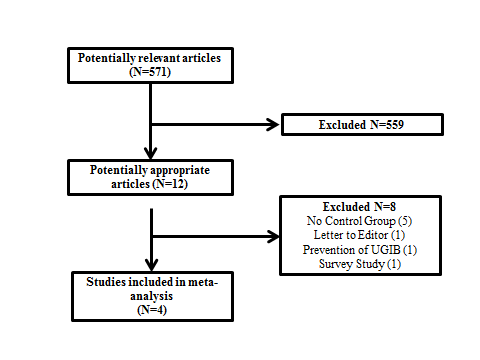 Potentially relevant articles
(N=571)
Excluded N=559
Potentially appropriate
articles (N=12)
Excluded N=8
No Control Group (5)
Letter to Editor (1)
Prevention of UGIB (1)
Survey Study (1)
Studies included in meta-
analysis
(N=4)